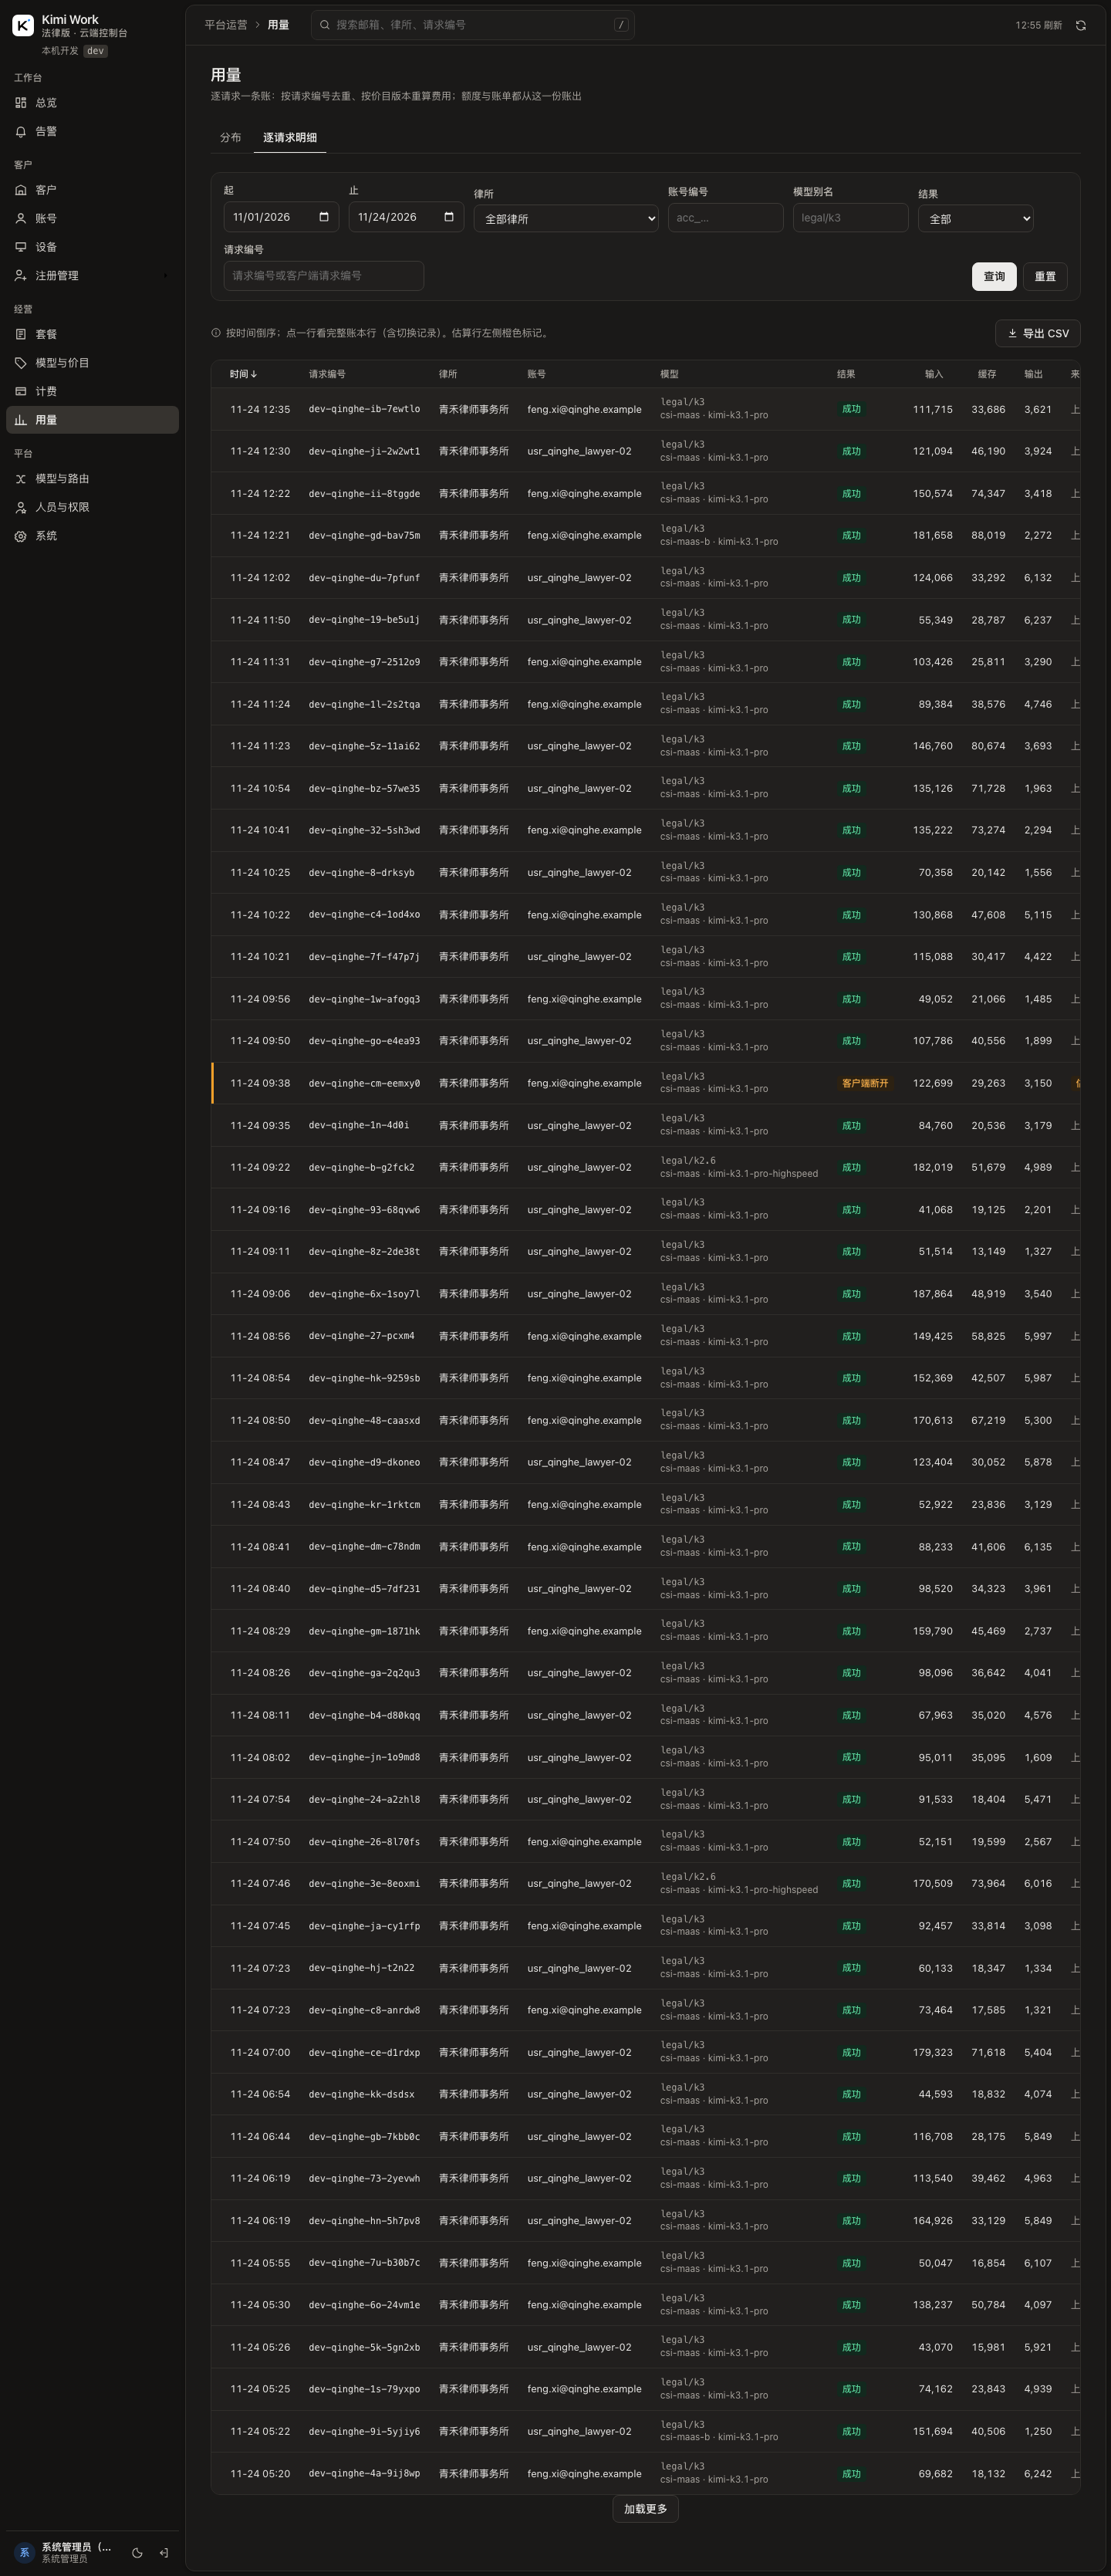 Kimi Work
法律版 · 云端控制台
本机开发 dev
工作台
总览
告警
客户
客户
账号
设备
注册管理
经营
套餐
模型与价目
计费
用量
平台
模型与路由
人员与权限
系统
系
系统管理员（...
系统管理员
平台运营 > 用量
搜索邮箱、律所、请求编号 /
12:55 刷新
用量
逐请求一条账：按请求编号去重、按价目版本重算费用；额度与账单都从这一份账出
分布 逐请求明细
起 止 律所 账号编号 模型别名 结果
11/01/2026 11/24/2026 全部律所 acc_… legal/k3 全部
请求编号
请求编号或客户端请求编号 查询 重置
按时间倒序；点一行看完整账本行（含切换记录）。估算行左侧橙色标记。 导出 CSV
时间↓ 请求编号 律所 账号 模型 结果 输入 缓存 输出 来
11-24 12:35 dev-qinghe-ib-7ewtlo 青禾律师事务所 feng.xi@qinghe.example legal/k3 csi-maas · kimi-k3.1-pro 成功 111,715 33,686 3,621 上
11-24 12:30 dev-qinghe-ji-2w2wt1 青禾律师事务所 usr_qinghe_lawyer-02 legal/k3 csi-maas · kimi-k3.1-pro 成功 121,094 46,190 3,924 上
11-24 12:22 dev-qinghe-ii-8tggde 青禾律师事务所 feng.xi@qinghe.example legal/k3 csi-maas · kimi-k3.1-pro 成功 150,574 74,347 3,418 上
11-24 12:21 dev-qinghe-gd-bav75m 青禾律师事务所 feng.xi@qinghe.example legal/k3 csi-maas-b · kimi-k3.1-pro 成功 181,658 88,019 2,272 上
11-24 12:02 dev-qinghe-du-7pfunf 青禾律师事务所 usr_qinghe_lawyer-02 legal/k3 csi-maas · kimi-k3.1-pro 成功 124,066 33,292 6,132 上
11-24 11:50 dev-qinghe-19-be5u1j 青禾律师事务所 usr_qinghe_lawyer-02 legal/k3 csi-maas · kimi-k3.1-pro 成功 55,349 28,787 6,237 上
11-24 11:31 dev-qinghe-g7-2512o9 青禾律师事务所 feng.xi@qinghe.example legal/k3 csi-maas · kimi-k3.1-pro 成功 103,426 25,811 3,290 上
11-24 11:24 dev-qinghe-1l-2s2tqa 青禾律师事务所 feng.xi@qinghe.example legal/k3 csi-maas · kimi-k3.1-pro 成功 89,384 38,576 4,746 上
11-24 11:23 dev-qinghe-5z-11ai62 青禾律师事务所 usr_qinghe_lawyer-02 legal/k3 csi-maas · kimi-k3.1-pro 成功 146,760 80,674 3,693 上
11-24 10:54 dev-qinghe-bz-57we35 青禾律师事务所 usr_qinghe_lawyer-02 legal/k3 csi-maas · kimi-k3.1-pro 成功 135,126 71,728 1,963 上
11-24 10:41 dev-qinghe-32-5sh3wd 青禾律师事务所 feng.xi@qinghe.example legal/k3 csi-maas · kimi-k3.1-pro 成功 135,222 73,274 2,294 上
11-24 10:25 dev-qinghe-8-drksyb 青禾律师事务所 usr_qinghe_lawyer-02 legal/k3 csi-maas · kimi-k3.1-pro 成功 70,358 20,142 1,556 上
11-24 10:22 dev-qinghe-c4-1od4xo 青禾律师事务所 feng.xi@qinghe.example legal/k3 csi-maas · kimi-k3.1-pro 成功 130,868 47,608 5,115 上
11-24 10:21 dev-qinghe-7f-f47p7j 青禾律师事务所 usr_qinghe_lawyer-02 legal/k3 csi-maas · kimi-k3.1-pro 成功 115,088 30,417 4,422 上
11-24 09:56 dev-qinghe-1w-afogq3 青禾律师事务所 feng.xi@qinghe.example legal/k3 csi-maas · kimi-k3.1-pro 成功 49,052 21,066 1,485 上
11-24 09:50 dev-qinghe-go-e4ea93 青禾律师事务所 usr_qinghe_lawyer-02 legal/k3 csi-maas · kimi-k3.1-pro 成功 107,786 40,556 1,899 上
11-24 09:38 dev-qinghe-cm-eemxy0 青禾律师事务所 feng.xi@qinghe.example legal/k3 csi-maas · kimi-k3.1-pro 客户端断开 122,699 29,263 3,150
11-24 09:35 dev-qinghe-1n-4d0i 青禾律师事务所 usr_qinghe_lawyer-02 legal/k3 csi-maas · kimi-k3.1-pro 成功 84,760 20,536 3,179 上
11-24 09:22 dev-qinghe-b-g2fck2 青禾律师事务所 usr_qinghe_lawyer-02 legal/k2.6 csi-maas · kimi-k3.1-pro-highspeed 成功 182,019 51,679 4,989 上
11-24 09:16 dev-qinghe-93-68qvw6 青禾律师事务所 usr_qinghe_lawyer-02 legal/k3 csi-maas · kimi-k3.1-pro 成功 41,068 19,125 2,201 上
11-24 09:11 dev-qinghe-8z-2de38t 青禾律师事务所 usr_qinghe_lawyer-02 legal/k3 csi-maas · kimi-k3.1-pro 成功 51,514 13,149 1,327 上
11-24 09:06 dev-qinghe-6x-1soy7l 青禾律师事务所 usr_qinghe_lawyer-02 legal/k3 csi-maas · kimi-k3.1-pro 成功 187,864 48,919 3,540 上
11-24 08:56 dev-qinghe-27-pcxm4 青禾律师事务所 feng.xi@qinghe.example legal/k3 csi-maas · kimi-k3.1-pro 成功 149,425 58,825 5,997 上
11-24 08:54 dev-qinghe-hk-9259sb 青禾律师事务所 feng.xi@qinghe.example legal/k3 csi-maas · kimi-k3.1-pro 成功 152,369 42,507 5,987 上
11-24 08:50 dev-qinghe-48-caasxd 青禾律师事务所 feng.xi@qinghe.example legal/k3 csi-maas · kimi-k3.1-pro 成功 170,613 67,219 5,300 上
11-24 08:47 dev-qinghe-d9-dkoneo 青禾律师事务所 usr_qinghe_lawyer-02 legal/k3 csi-maas · kimi-k3.1-pro 成功 123,404 30,052 5,878 上
11-24 08:43 dev-qinghe-kr-1rktcm 青禾律师事务所 feng.xi@qinghe.example legal/k3 csi-maas · kimi-k3.1-pro 成功 52,922 23,836 3,129 上
11-24 08:41 dev-qinghe-dm-c78ndm 青禾律师事务所 feng.xi@qinghe.example legal/k3 csi-maas · kimi-k3.1-pro 成功 88,233 41,606 6,135 上
11-24 08:40 dev-qinghe-d5-7df231 青禾律师事务所 usr_qinghe_lawyer-02 legal/k3 csi-maas · kimi-k3.1-pro 成功 98,520 34,323 3,961 上
11-24 08:29 dev-qinghe-gm-1871hk 青禾律师事务所 feng.xi@qinghe.example legal/k3 csi-maas · kimi-k3.1-pro 成功 159,790 45,469 2,737 上
11-24 08:26 dev-qinghe-ga-2q2qu3 青禾律师事务所 usr_qinghe_lawyer-02 legal/k3 csi-maas · kimi-k3.1-pro 成功 98,096 36,642 4,041 上
11-24 08:11 dev-qinghe-b4-d80kqq 青禾律师事务所 usr_qinghe_lawyer-02 legal/k3 csi-maas · kimi-k3.1-pro 成功 67,963 35,020 4,576 上
11-24 08:02 dev-qinghe-jn-1o9md8 青禾律师事务所 feng.xi@qinghe.example legal/k3 csi-maas · kimi-k3.1-pro 成功 95,011 35,095 1,609 上
11-24 07:54 dev-qinghe-24-a2zhl8 青禾律师事务所 usr_qinghe_lawyer-02 legal/k3 csi-maas · kimi-k3.1-pro 成功 91,533 18,404 5,471 上
11-24 07:50 dev-qinghe-26-8l70fs 青禾律师事务所 feng.xi@qinghe.example legal/k3 csi-maas · kimi-k3.1-pro 成功 52,151 19,599 2,567 上
11-24 07:46 dev-qinghe-3e-8eoxmi 青禾律师事务所 usr_qinghe_lawyer-02 legal/k2.6 csi-maas · kimi-k3.1-pro-highspeed 成功 170,509 73,964 6,016 上
11-24 07:45 dev-qinghe-ja-cy1rfp 青禾律师事务所 feng.xi@qinghe.example legal/k3 csi-maas · kimi-k3.1-pro 成功 92,457 33,814 3,098 上
11-24 07:23 dev-qinghe-hj-t2n22 青禾律师事务所 usr_qinghe_lawyer-02 legal/k3 csi-maas · kimi-k3.1-pro 成功 60,133 18,347 1,334 上
11-24 07:23 dev-qinghe-c8-anrdw8 青禾律师事务所 feng.xi@qinghe.example legal/k3 csi-maas · kimi-k3.1-pro 成功 73,464 17,585 1,321 上
11-24 07:00 dev-qinghe-ce-d1rdxp 青禾律师事务所 usr_qinghe_lawyer-02 legal/k3 csi-maas · kimi-k3.1-pro 成功 179,323 71,618 5,404 上
11-24 06:54 dev-qinghe-kk-dsdsx 青禾律师事务所 usr_qinghe_lawyer-02 legal/k3 csi-maas · kimi-k3.1-pro 成功 44,593 18,832 4,074 上
11-24 06:44 dev-qinghe-gb-7kbb0c 青禾律师事务所 usr_qinghe_lawyer-02 legal/k3 csi-maas · kimi-k3.1-pro 成功 116,708 28,175 5,849 上
11-24 06:19 dev-qinghe-73-2yevwh 青禾律师事务所 usr_qinghe_lawyer-02 legal/k3 csi-maas · kimi-k3.1-pro 成功 113,540 39,462 4,963 上
11-24 06:19 dev-qinghe-hn-5h7pv8 青禾律师事务所 usr_qinghe_lawyer-02 legal/k3 csi-maas · kimi-k3.1-pro 成功 164,926 33,129 5,849 上
11-24 05:55 dev-qinghe-7u-b30b7c 青禾律师事务所 feng.xi@qinghe.example legal/k3 csi-maas · kimi-k3.1-pro 成功 50,047 16,854 6,107 上
11-24 05:30 dev-qinghe-6o-24vm1e 青禾律师事务所 feng.xi@qinghe.example legal/k3 csi-maas · kimi-k3.1-pro 成功 138,237 50,784 4,097 上
11-24 05:26 dev-qinghe-5k-5gn2xb 青禾律师事务所 usr_qinghe_lawyer-02 legal/k3 csi-maas · kimi-k3.1-pro 成功 43,070 15,981 5,921 上
11-24 05:25 dev-qinghe-1s-79yxpo 青禾律师事务所 feng.xi@qinghe.example legal/k3 csi-maas · kimi-k3.1-pro 成功 74,162 23,843 4,939 上
11-24 05:22 dev-qinghe-9i-5yjiy6 青禾律师事务所 usr_qinghe_lawyer-02 legal/k3 csi-maas-b · kimi-k3.1-pro 成功 151,694 40,506 1,250 上
11-24 05:20 dev-qinghe-4a-9ij8wp 青禾律师事务所 feng.xi@qinghe.example legal/k3 csi-maas · kimi-k3.1-pro 成功 69,682 18,132 6,242 上
加载更多